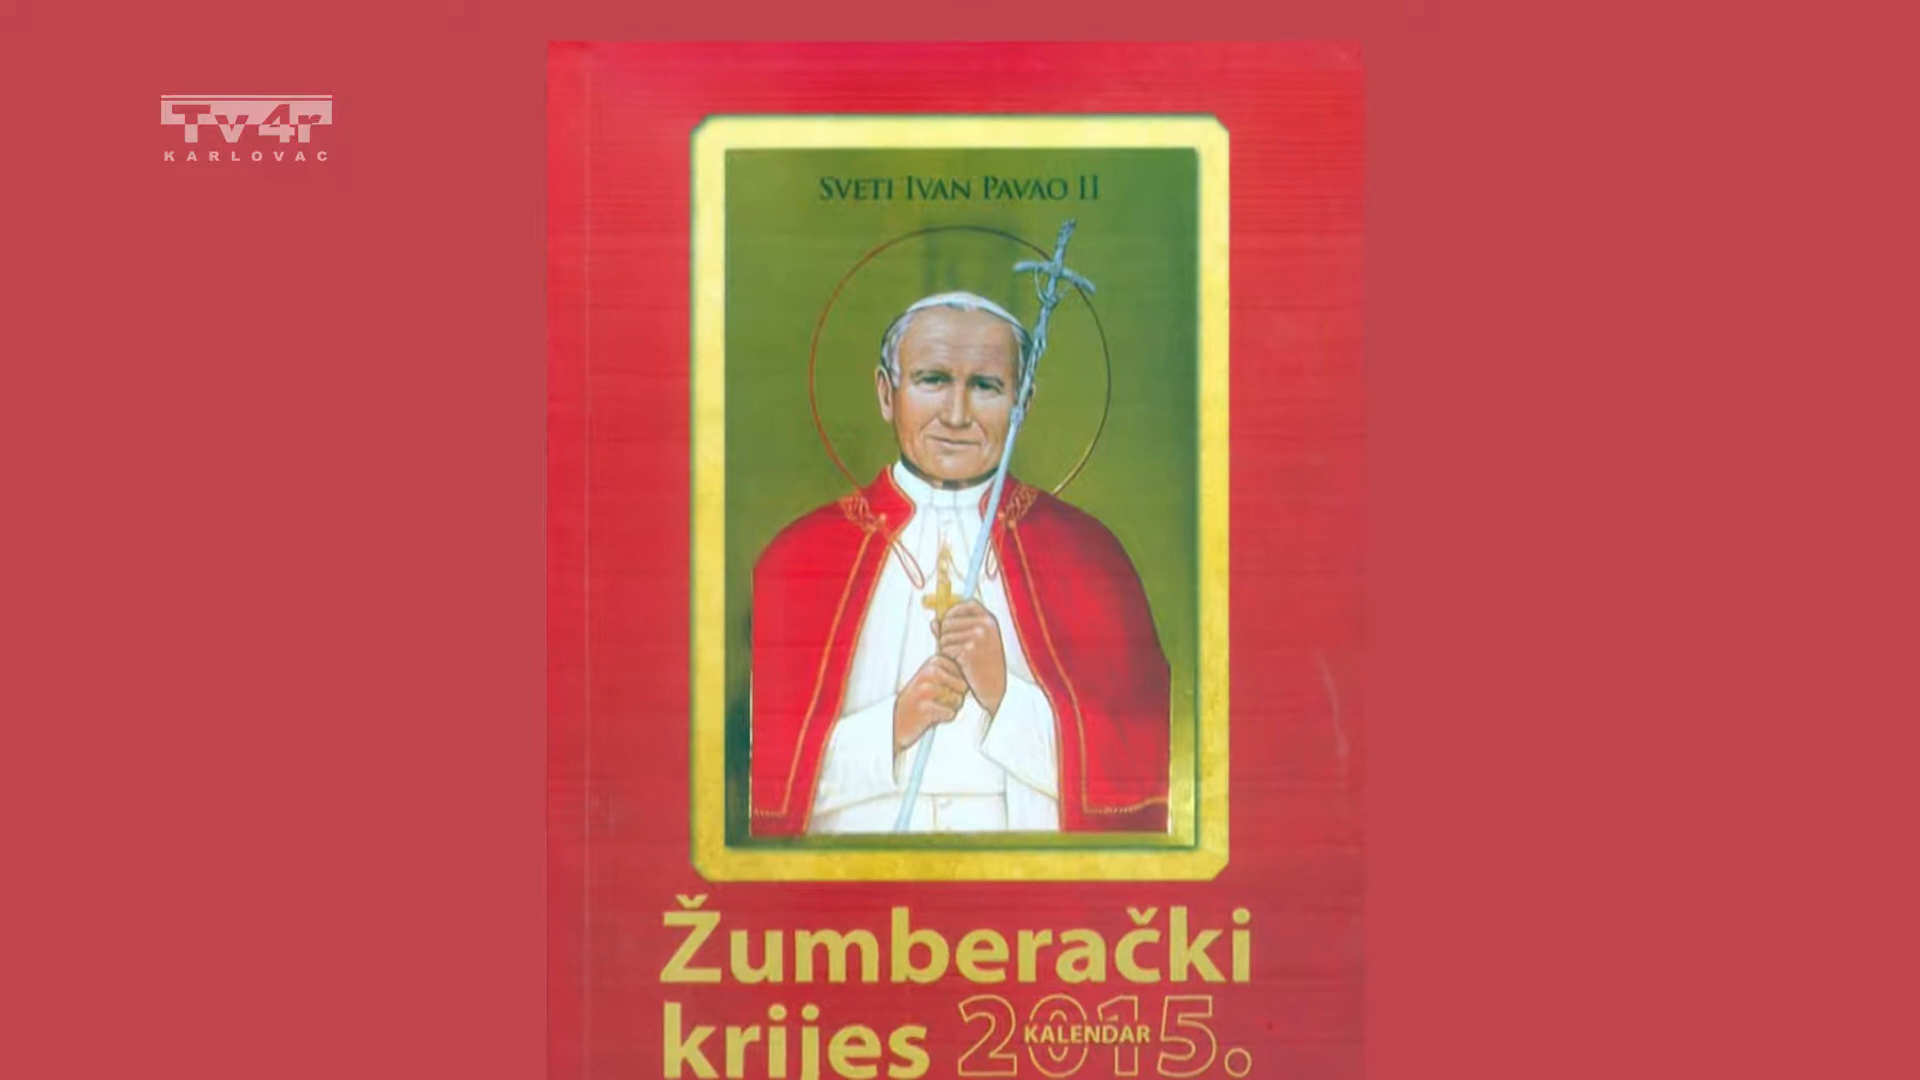 Tv4r
KARLOVAC
SVETI IVAN PAVAO II
Žumberački
krijes 2015.
KALENDAR